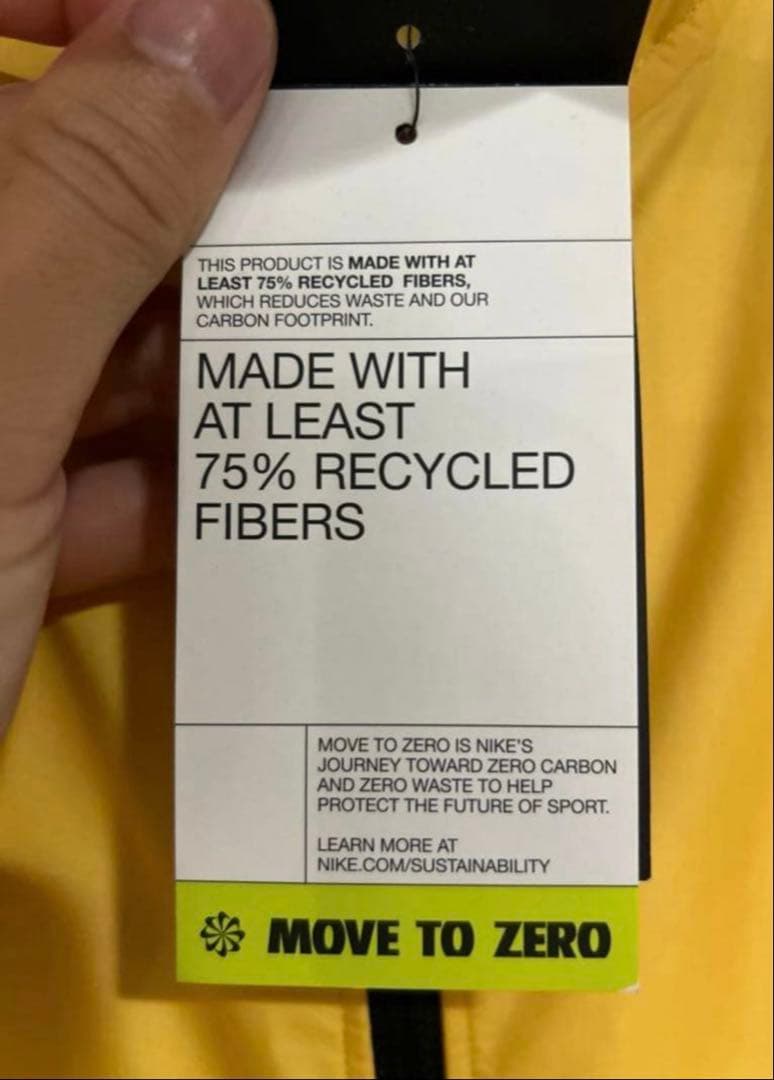 THIS PRODUCT IS MADE WITH AT
LEAST 75% RECYCLED FIBERS,
WHICH REDUCES WASTE AND OUR
CARBON FOOTPRINT.
MADE WITH
AT LEAST
75% RECYCLED
FIBERS
MOVE TO ZERO IS NIKE'S
JOURNEY TOWARD ZERO CARBON
AND ZERO WASTE TO HELP
PROTECT THE FUTURE OF SPORT.
LEARN MORE AT
NIKE.COM/SUSTAINABILITY
MOVE TO ZERO